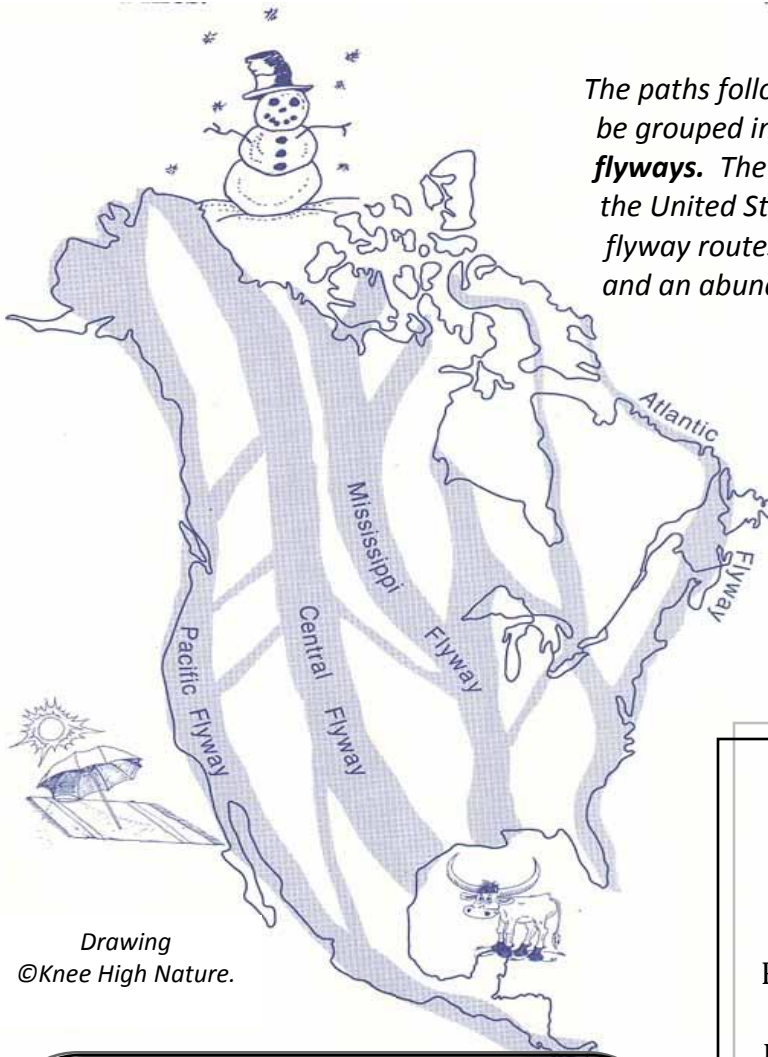 The paths follo
be grouped in
flyways. The
the United St
flyway route
and an abund
Atlantic
Flyway
Mississippi
Flyway
Central
Flyway
Pacific Flyway
Drawing
©Knee High Nature.